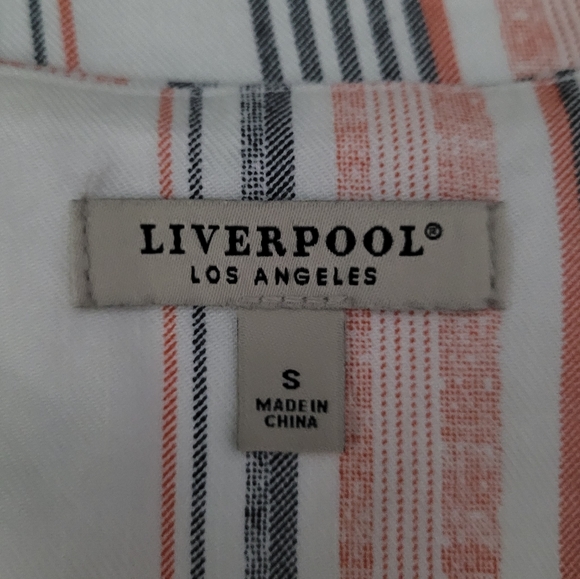 LIVERPOOL®
LOS ANGELES
S
MADE IN
CHINA